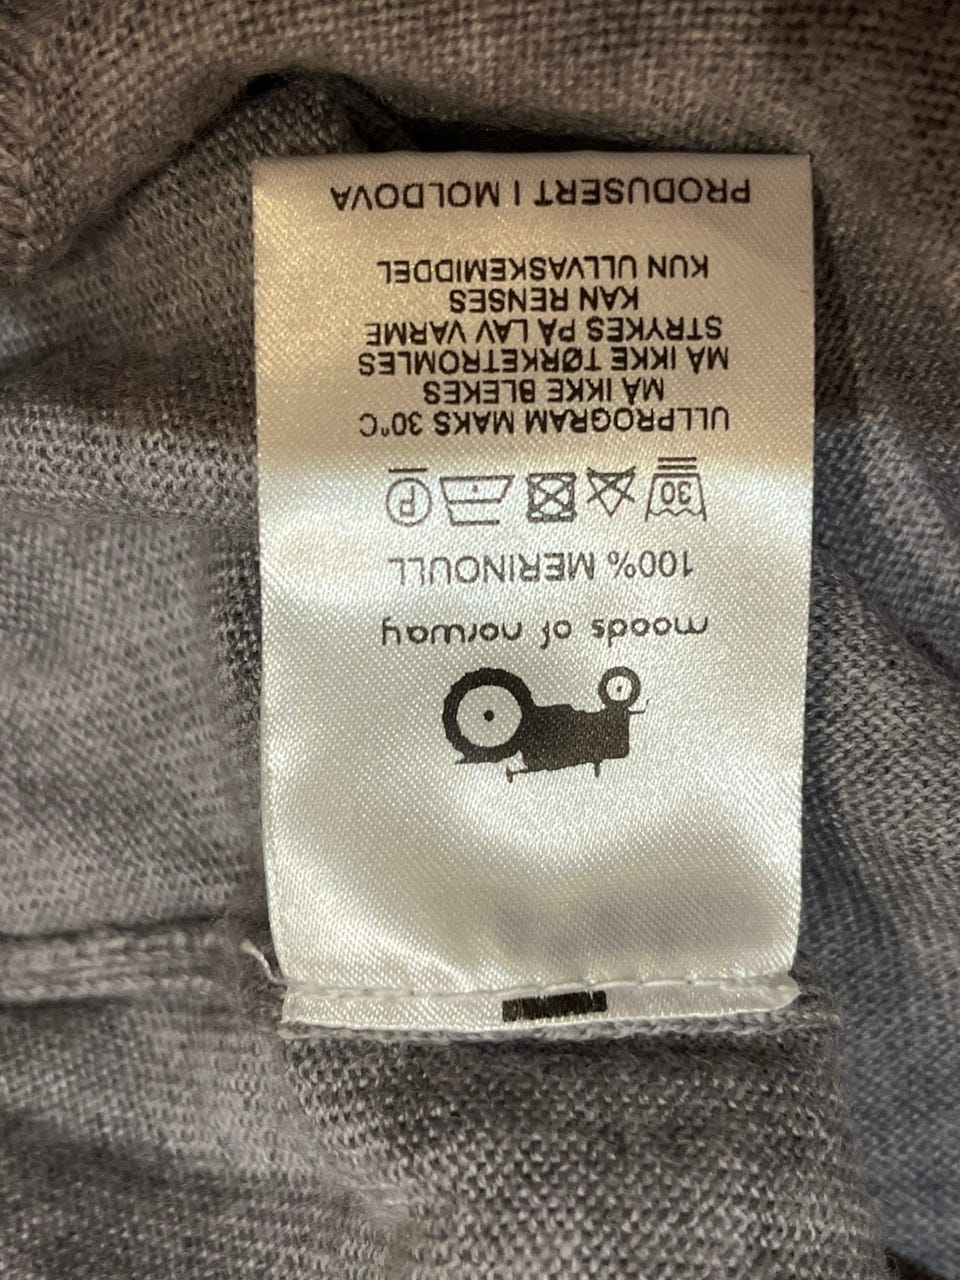 moods of norway
100% MERINOULL
30 P
ULLPROGRAM MAKS 30°C
MÅ IKKE BLEKES
MÅ IKKE TØRKETROMLES
STRYKES PÅ LAV VARME
KAN RENSES
KUN ULLVASKEMIDDEL
PRODUSERT I MOLDOVA